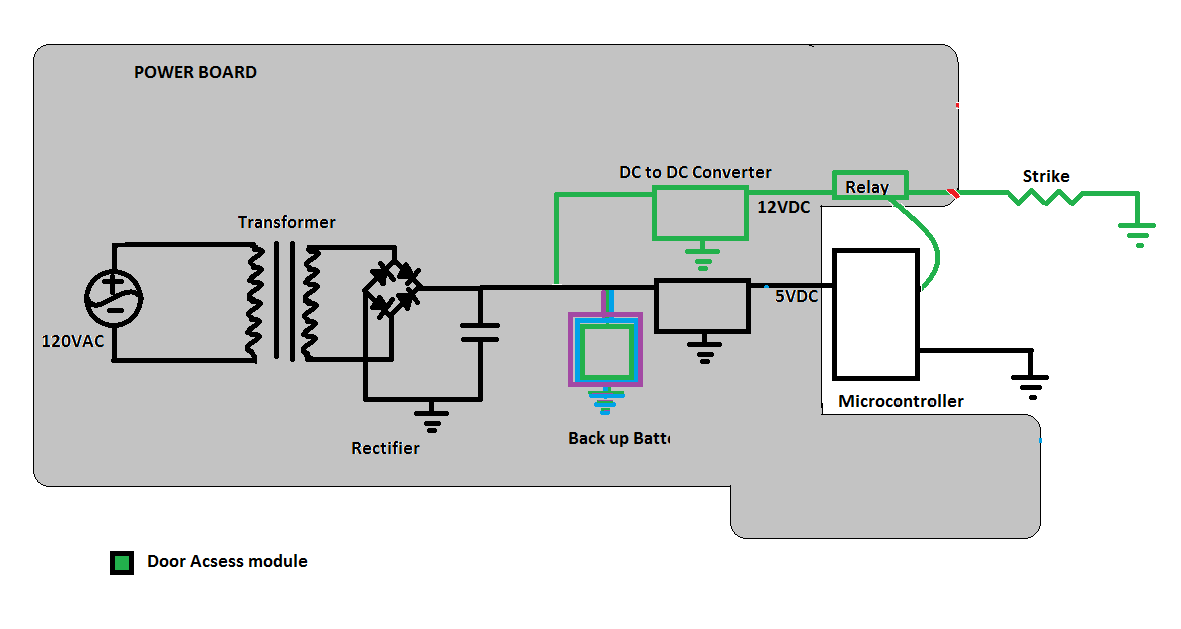 POWER BOARD
DC to DC Converter
Relay
Strike
12VDC
Transformer
5VDC
120VAC
Microcontroller
Back up Batt
Rectifier
Door Acsess module